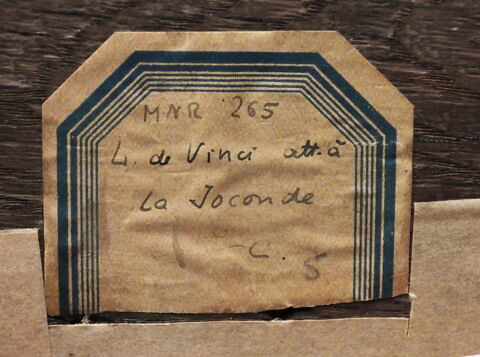 MNR 265
L. de Vinci att. à
La Joconde
C. 5